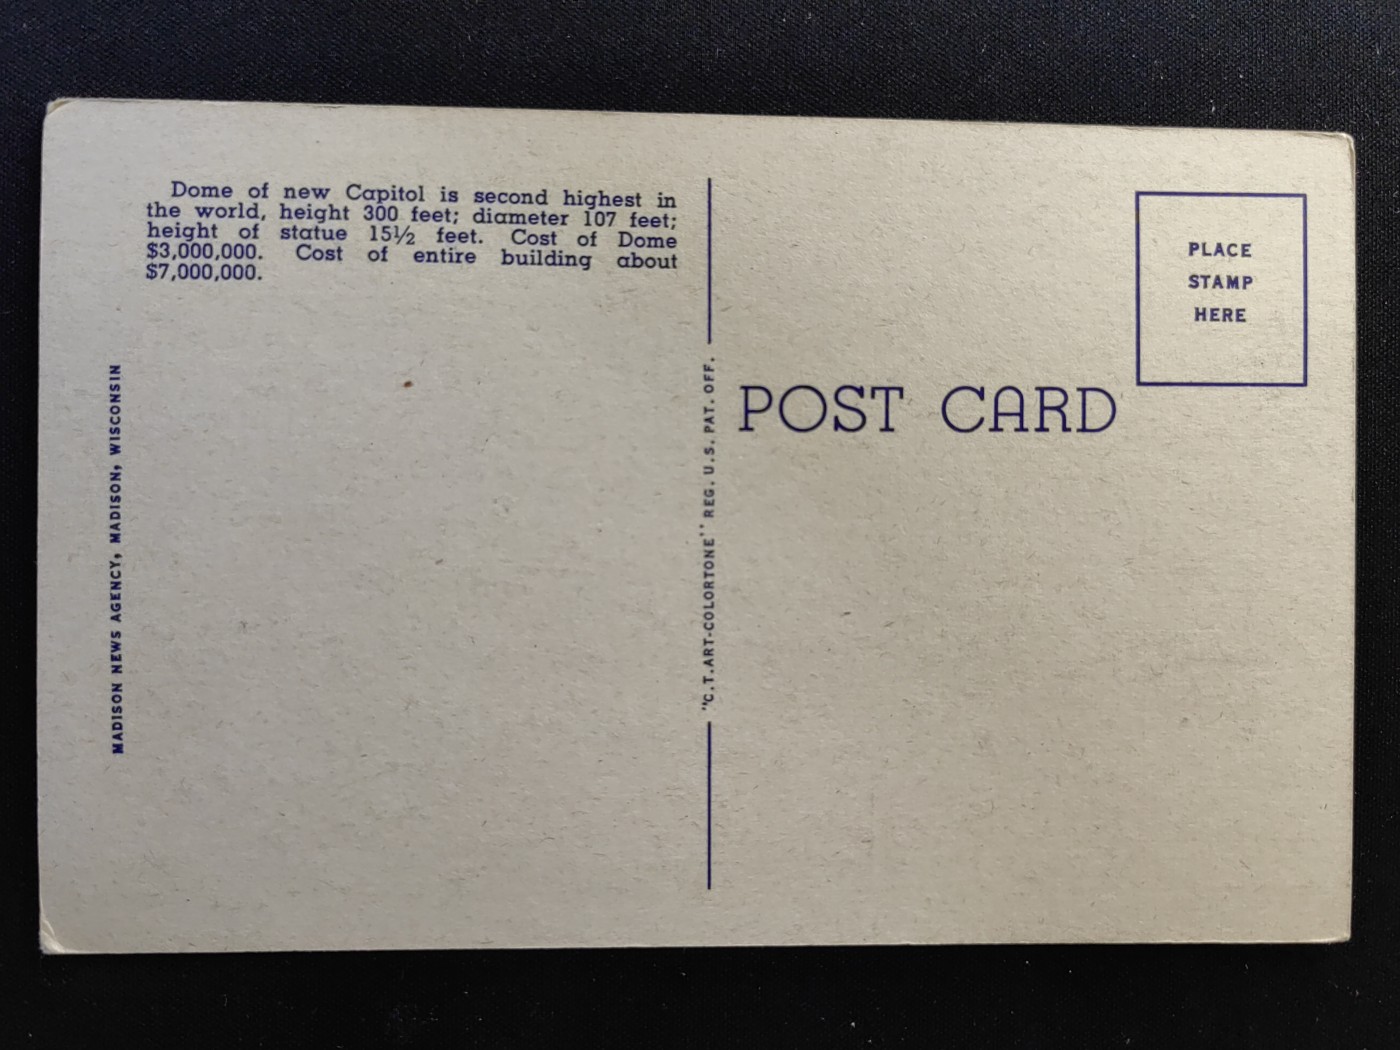 Dome of new Capitol is second highest in
the world, height 300 feet; diameter 107 feet;
height of statue 15½ feet. Cost of Dome
$3,000,000. Cost of entire building about
$7,000,000.
MADISON NEWS AGENCY, MADISON, WISCONSIN
"C.T.ART-COLORTONE" REG. U.S. PAT. OFF.
POST CARD
PLACE
STAMP
HERE